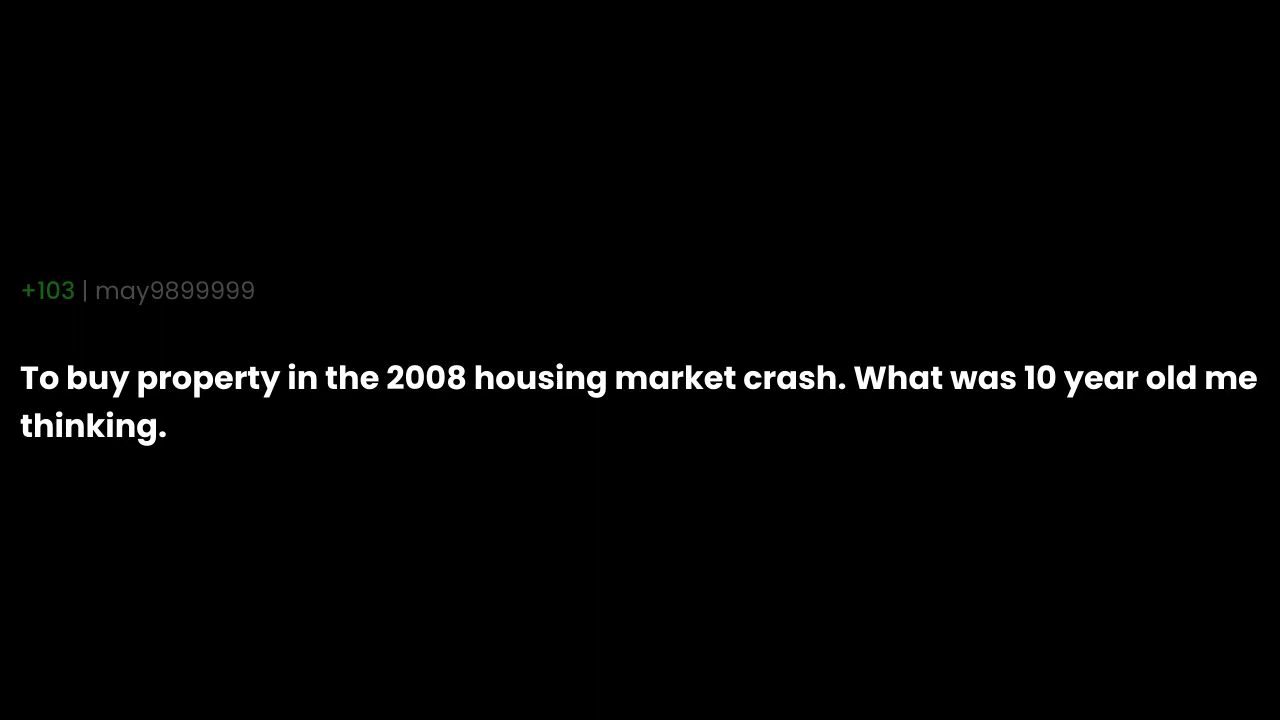 +103 | may9899999
To buy property in the 2008 housing market crash. What was 10 year old me
thinking.